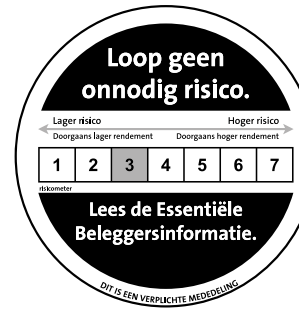 Loop geen
onnodig risico.
Lager risico Hoger risico
Doorgaans lager rendement Doorgaans hoger rendement
1 2 3 4 5 6 7
risicometer
Lees de Essentiële
Beleggersinformatie.
DIT IS EEN VERPLICHTE MEDEDELING